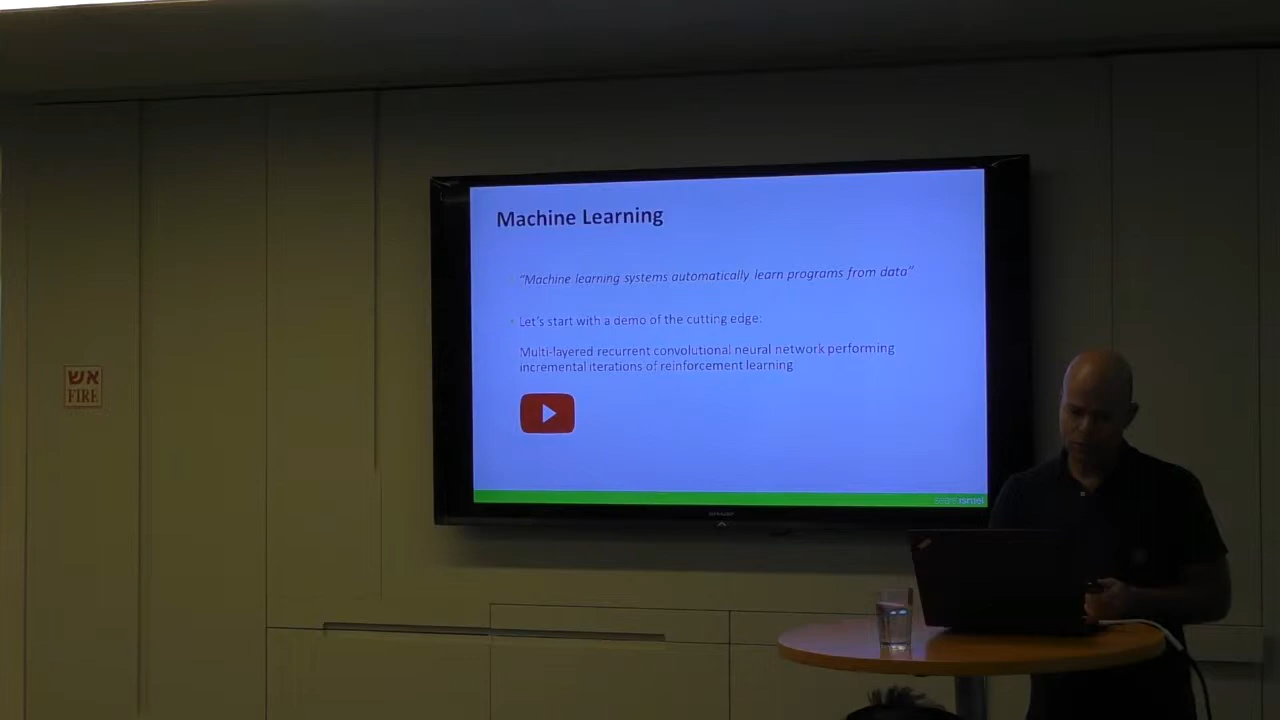 Machine Learning
“Machine learning systems automatically learn programs from data”
Let's start with a demo of the cutting edge:
Multi-layered recurrent convolutional neural network performing
incremental iterations of reinforcement learning
אש
FIRE